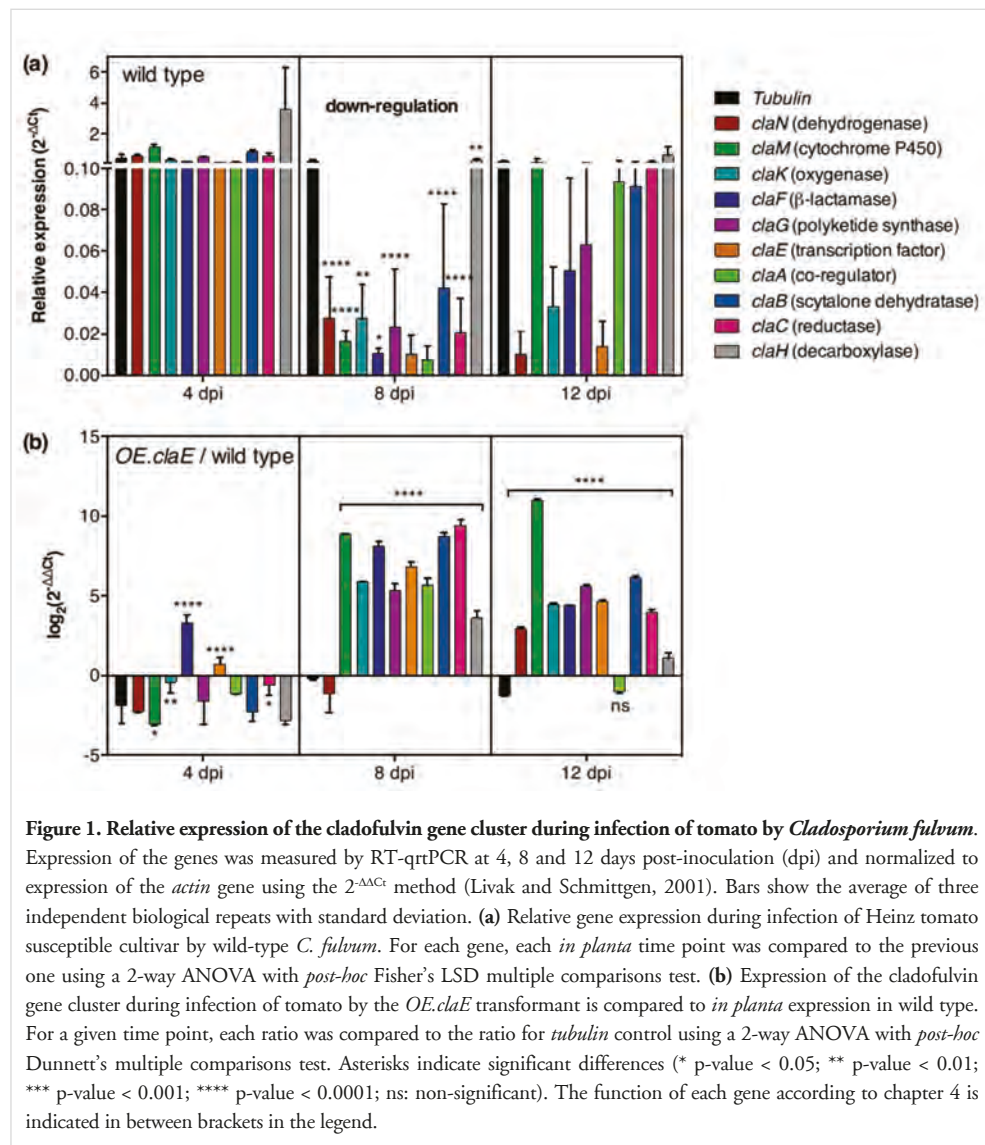 (a)
wild type
down-regulation
Relative expression (2-ΔCt)
6
4
2
0.10
0.08
0.06
0.04
0.02
0.00
****
****
**
*
****
****
****
**
4 dpi
8 dpi
12 dpi
Tubulin
claN (dehydrogenase)
claM (cytochrome P450)
claK (oxygenase)
claF (β-lactamase)
claG (polyketide synthase)
claE (transcription factor)
claA (co-regulator)
claB (scytalone dehydratase)
claC (reductase)
claH (decarboxylase)
(b)
OE.claE / wild type
log2(2-ΔΔCt)
15
10
5
0
-5
*
**
****
****
*
****
****
ns
4 dpi
8 dpi
12 dpi
Figure 1. Relative expression of the cladofulvin gene cluster during infection of tomato by Cladosporium fulvum.
Expression of the genes was measured by RT-qrtPCR at 4, 8 and 12 days post-inoculation (dpi) and normalized to
expression of the actin gene using the 2-ΔΔCt method (Livak and Schmittgen, 2001). Bars show the average of three
independent biological repeats with standard deviation. (a) Relative gene expression during infection of Heinz tomato
susceptible cultivar by wild-type C. fulvum. For each gene, each in planta time point was compared to the previous
one using a 2-way ANOVA with post-hoc Fisher's LSD multiple comparisons test. (b) Expression of the cladofulvin
gene cluster during infection of tomato by the OE.claE transformant is compared to in planta expression in wild type.
For a given time point, each ratio was compared to the ratio for tubulin control using a 2-way ANOVA with post-hoc
Dunnett's multiple comparisons test. Asterisks indicate significant differences (* p-value < 0.05; ** p-value < 0.01;
*** p-value < 0.001; **** p-value < 0.0001; ns: non-significant). The function of each gene according to chapter 4 is
indicated in between brackets in the legend.